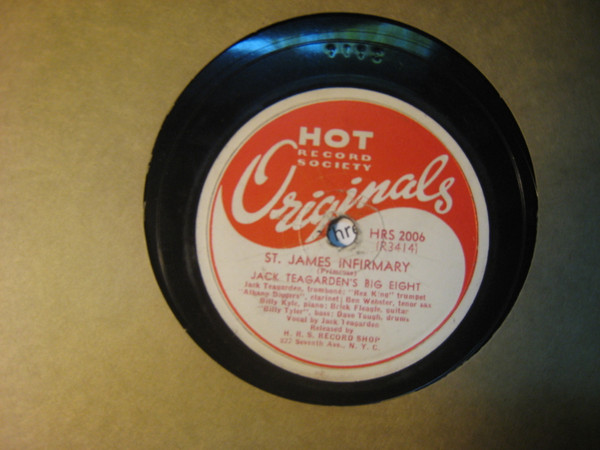 HOT
RECORD
SOCIETY
Originals
hrs
HRS 2006
(R3414)
ST. JAMES INFIRMARY
(Primrose)
JACK TEAGARDEN'S BIG EIGHT
Jack Teagarden, trombone; "Rex King" trumpet
clarinet; Ben Webster, tenor sax
Billy Kyle, piano; Brick Fleagle, guitar
"Billy Tyler", bass; Dave Tough, drums
Vocal by Jack Teagarden
Released by
H. R. S. RECORD SHOP
827 Seventh Ave., N. Y. C.